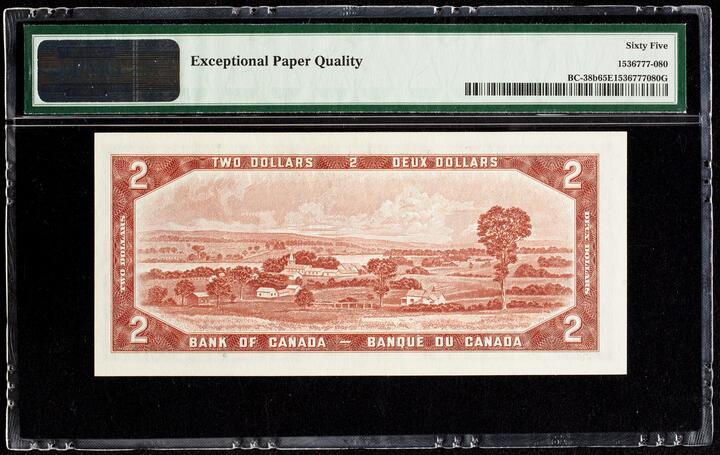 Exceptional Paper Quality
Sixty Five
1536777-080
BC-38b65E1536777080G
TWO DOLLARS 2 DEUX DOLLARS
2 2
TWO DOLLARS
DEUX DOLLARS
2 2
BANK OF CANADA — BANQUE DU CANADA